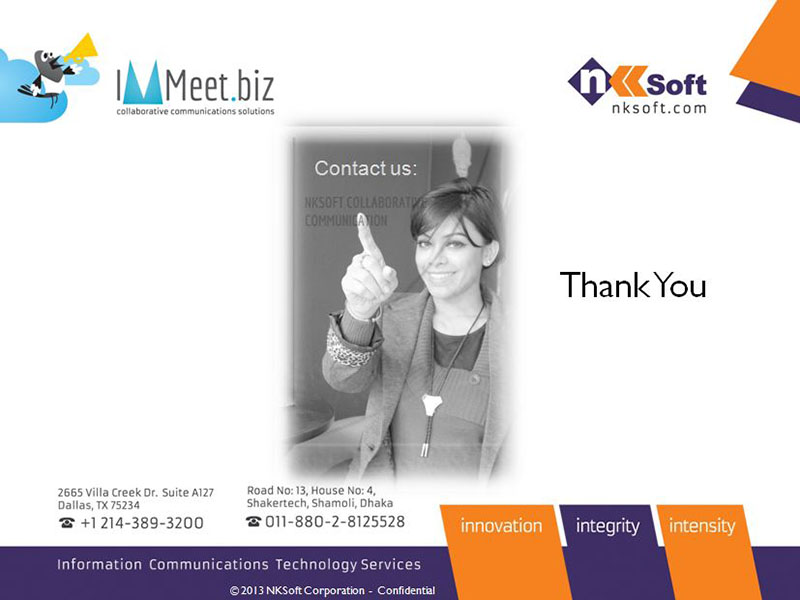 IMMeet.biz
collaborative communications solutions
nKSoft
nksoft.com
Contact us:
NKSOFT COLLABORATIVE
COMMUNICATION
Thank You
2665 Villa Creek Dr. Suite A127
Dallas, TX 75234
☎ +1 214-389-3200
Road No: 13, House No: 4,
Shakertech, Shamoli, Dhaka
☎ 011-880-2-8125528
innovation
integrity
intensity
Information Communications Technology Services
©2013 NKSoft Corporation - Confidential